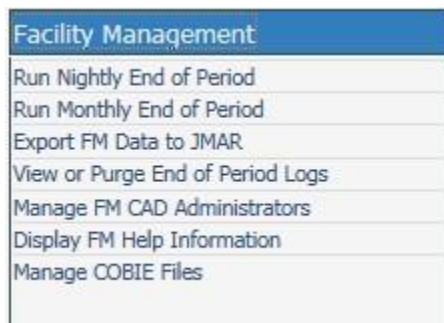 Facility Management
Run Nightly End of Period
Run Monthly End of Period
Export FM Data to JMAR
View or Purge End of Period Logs
Manage FM CAD Administrators
Display FM Help Information
Manage COBIE Files